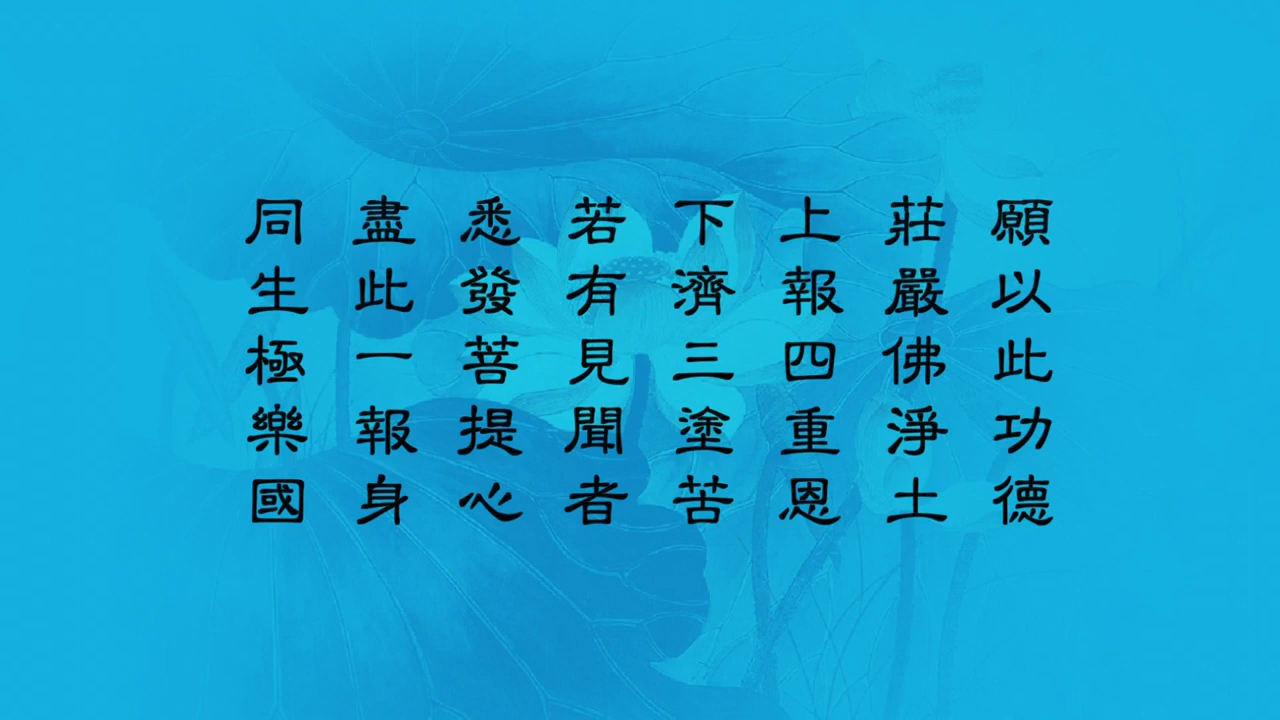 願以此功德
莊嚴佛淨土
上報四重恩
下濟三塗苦
若有見聞者
悉發菩提心
盡此一報身
同生極樂國